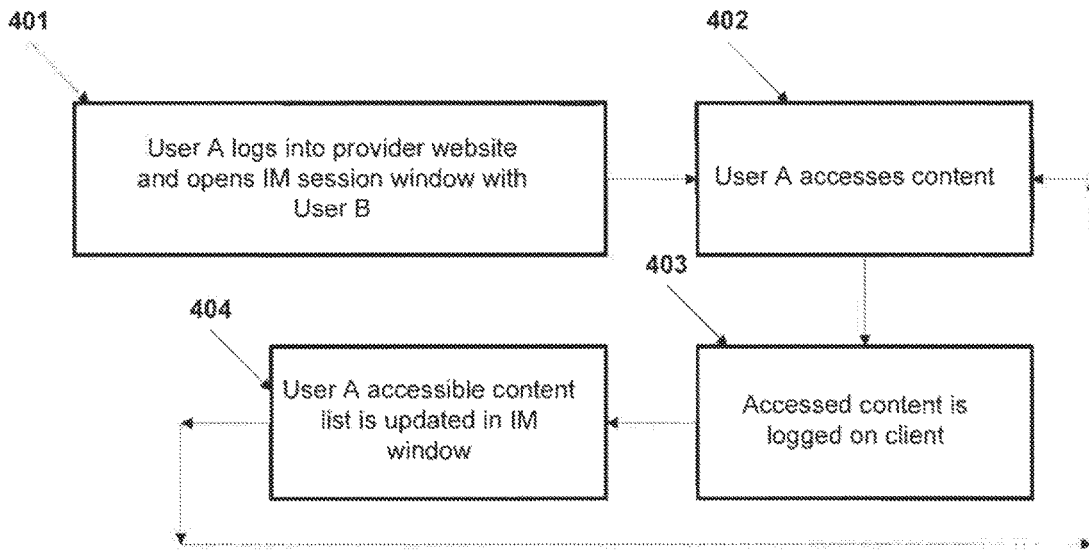 401
402
User A logs into provider website
and opens IM session window with
User B
User A accesses content
403
404
User A accessible content
list is updated in IM
window
Accessed content is
logged on client